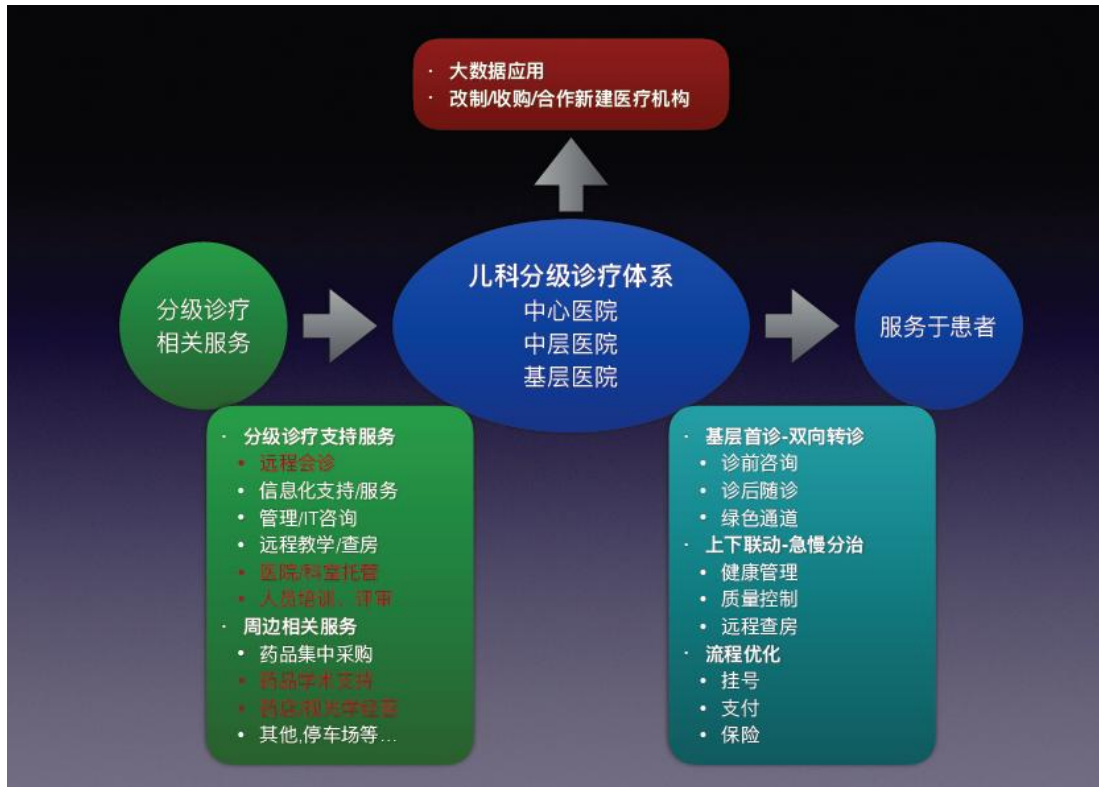 · 大数据应用
· 改制/收购/合作新建医疗机构
分级诊疗
相关服务
儿科分级诊疗体系
中心医院
中层医院
基层医院
服务于患者
· 分级诊疗支持服务
• 远程会诊
• 信息化支持/服务
• 管理/IT咨询
• 远程教学/查房
• 医院/科室托管
• 人员培训、评审
· 周边相关服务
• 药品集中采购
• 药品学术支持
• 药店/视光学经营
• 其他,停车场等…
· 基层首诊-双向转诊
• 诊前咨询
• 诊后随诊
• 绿色通道
· 上下联动-急慢分治
• 健康管理
• 质量控制
• 远程查房
· 流程优化
• 挂号
• 支付
• 保险